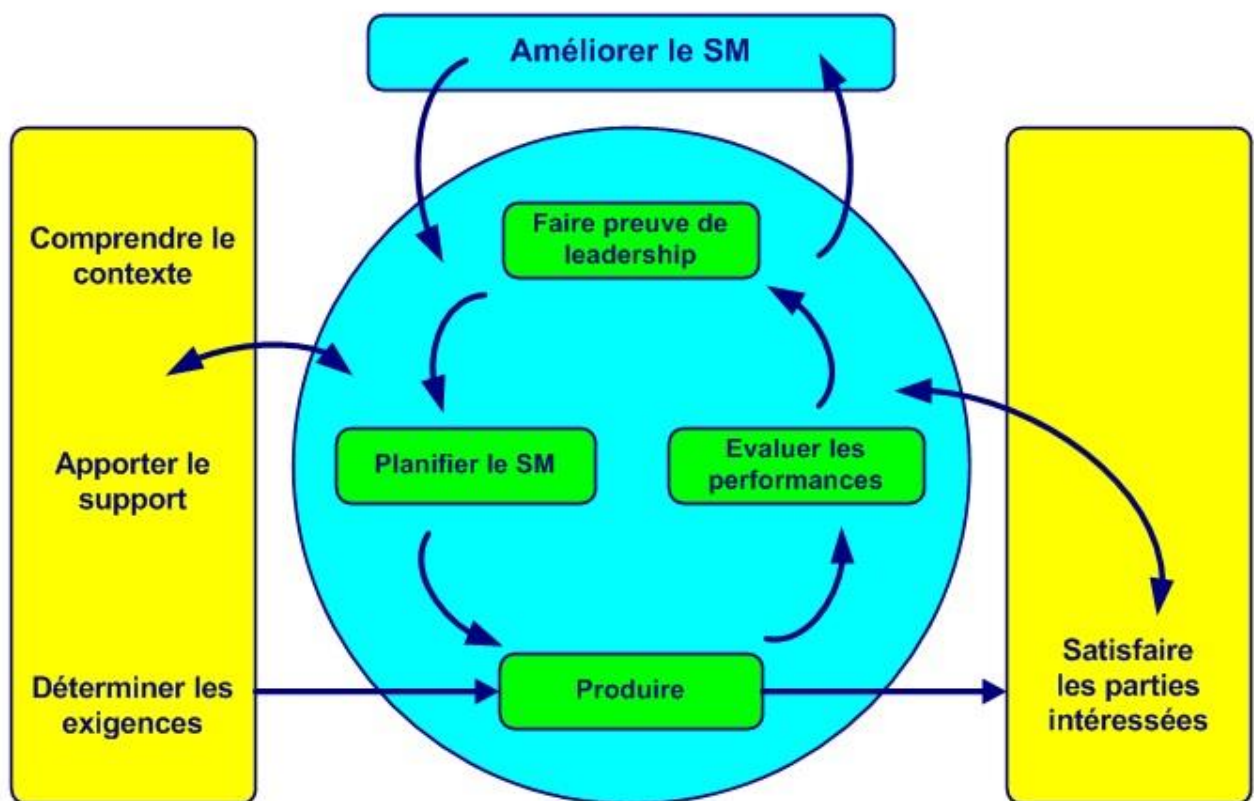 Améliorer le SM
Comprendre le
contexte
Apporter le
support
Déterminer les
exigences
Faire preuve de
leadership
Planifier le SM
Evaluer les
performances
Produire
Satisfaire
les parties
intéressées